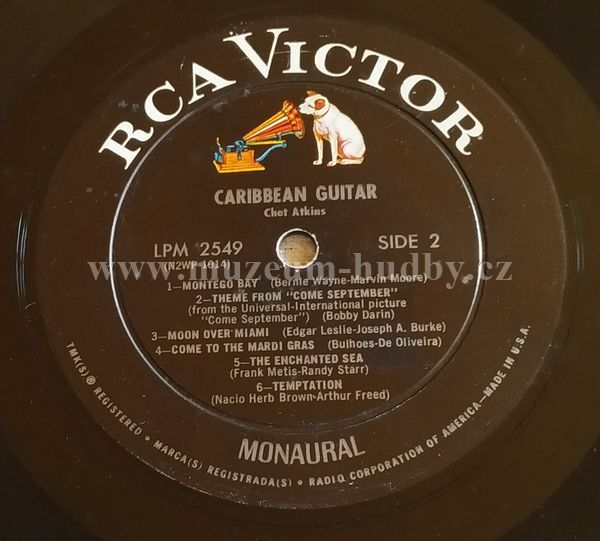 RCA VICTOR
CARIBBEAN GUITAR
Chet Atkins
LPM 2549 SIDE 2
(N2WP-1014)
www.muzeum-hudby.cz
1—MONTEGO BAY (Bernie Wayne-Marvin Moore)
2—THEME FROM "COME SEPTEMBER"
(from the Universal-International picture
"Come September") (Bobby Darin)
3—MOON OVER MIAMI (Edgar Leslie-Joseph A. Burke)
4—COME TO THE MARDI GRAS (Bulhoes-De Oliveira)
5—THE ENCHANTED SEA
(Frank Metis-Randy Starr)
6—TEMPTATION
(Nacio Herb Brown-Arthur Freed)
MONAURAL
TMK(S) ® REGISTERED • MARCA(S) REGISTRADA(S) • RADIO CORPORATION OF AMERICA—MADE IN U.S.A.